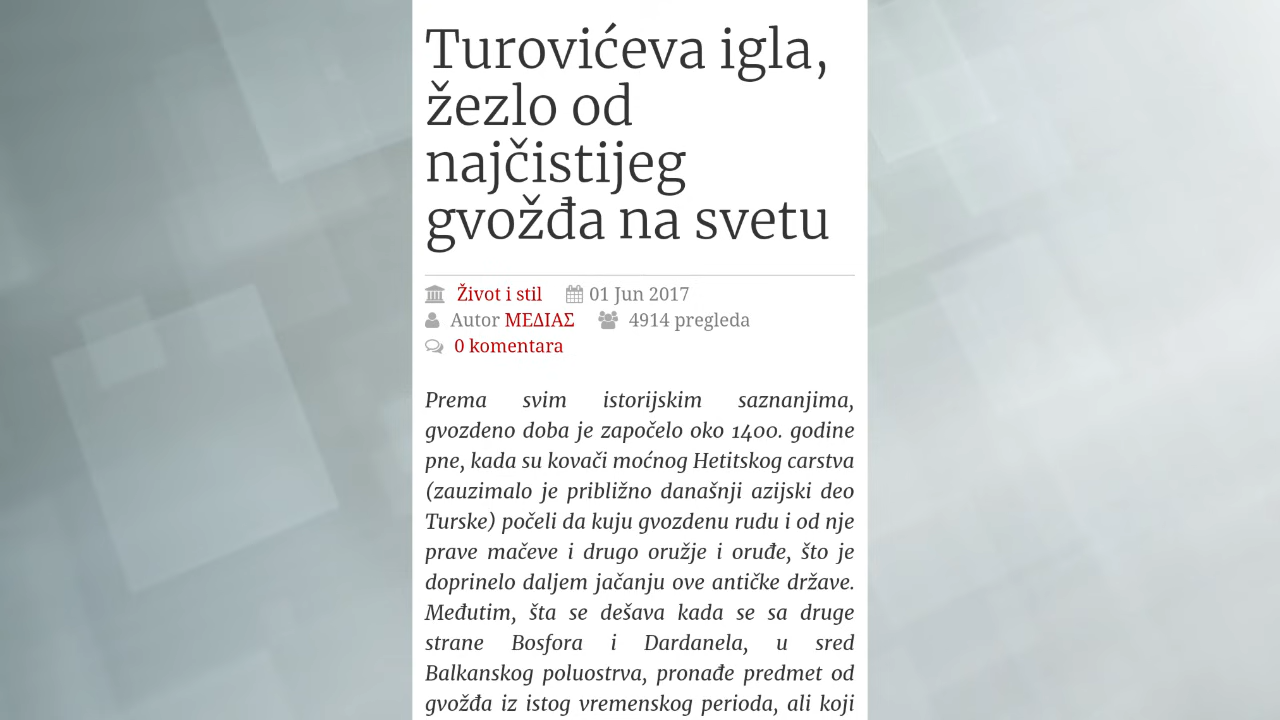 Turovićeva igla,
žezlo od
najčistijeg
gvožđa na svetu
Život i stil 01 Jun 2017
Autor ΜΕΔΙΑΣ 4914 pregleda
0 komentara
Prema svim istorijskim saznanjima,
gvozdeno doba je započelo oko 1400. godine
pne, kada su kovači moćnog Hetitskog carstva
(zauzimalo je približno današnji azijski deo
Turske) počeli da kuju gvozdenu rudu i od nje
prave mačeve i drugo oružje i oruđe, što je
doprinelo daljem jačanju ove antičke države.
Međutim, šta se dešava kada se sa druge
strane Bosfora i Dardanela, u sred
Balkanskog poluostrva, pronađe predmet od
gvožđa iz istog vremenskog perioda, ali koji